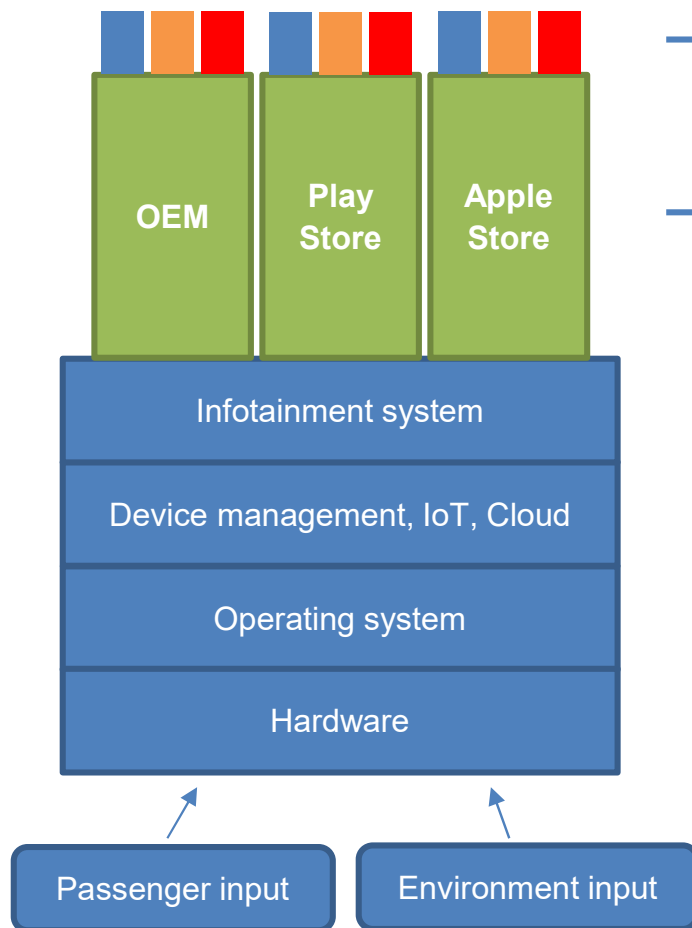 OEM
Play
Store
Apple
Store
Infotainment system
Device management, IoT, Cloud
Operating system
Hardware
Passenger input
Environment input